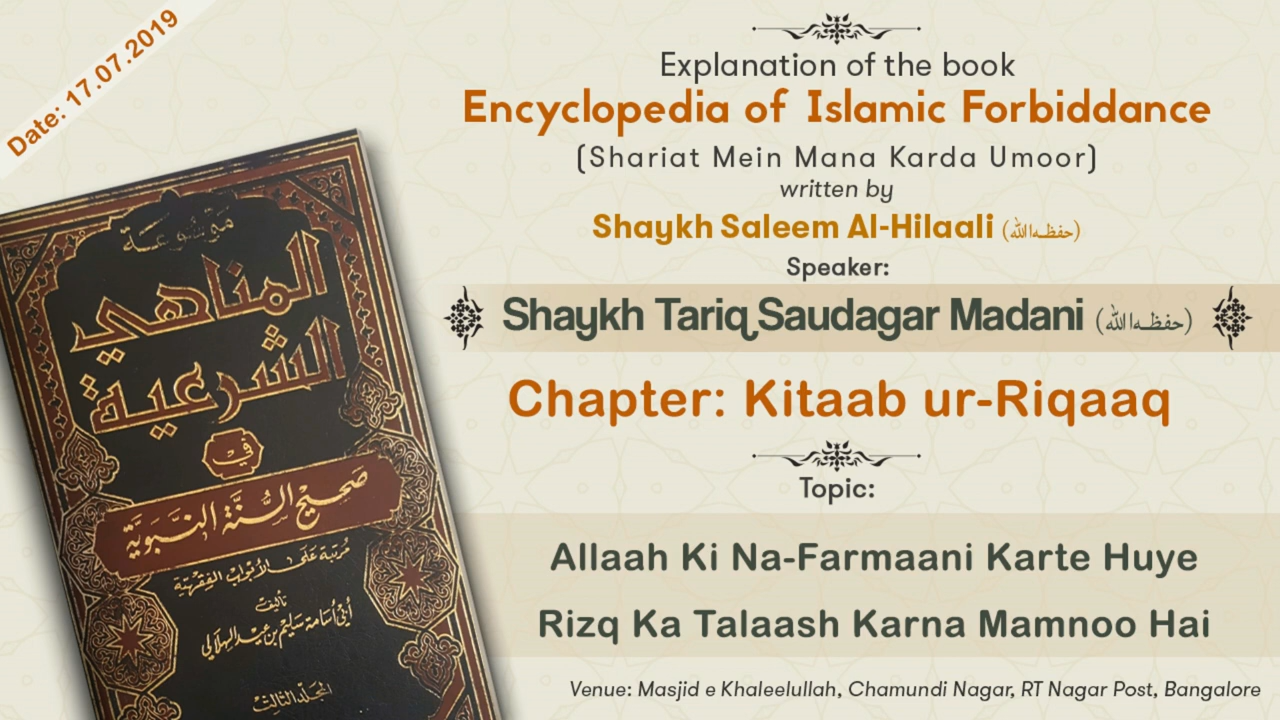 Date: 17.07.2019
Explanation of the book
Encyclopedia of Islamic Forbiddance
(Shariat Mein Mana Karda Umoor)
written by
Shaykh Saleem Al-Hilaali (حفظه الله)
Speaker:
Shaykh Tariq Saudagar Madani (حفظه الله)
Chapter: Kitaab ur-Riqaaq
Topic:
Allaah Ki Na-Farmaani Karte Huye
Rizq Ka Talaash Karna Mamnoo Hai
Venue: Masjid e Khaleelullah, Chamundi Nagar, RT Nagar Post, Bangalore
موسوعة
المناهي
الشرعية
في
صحيح السنة النبوية
مرتبة على الأبواب الفقهية
تأليف
أبي أسامة سليم بن عيد الهلالي
المجلد الثالث